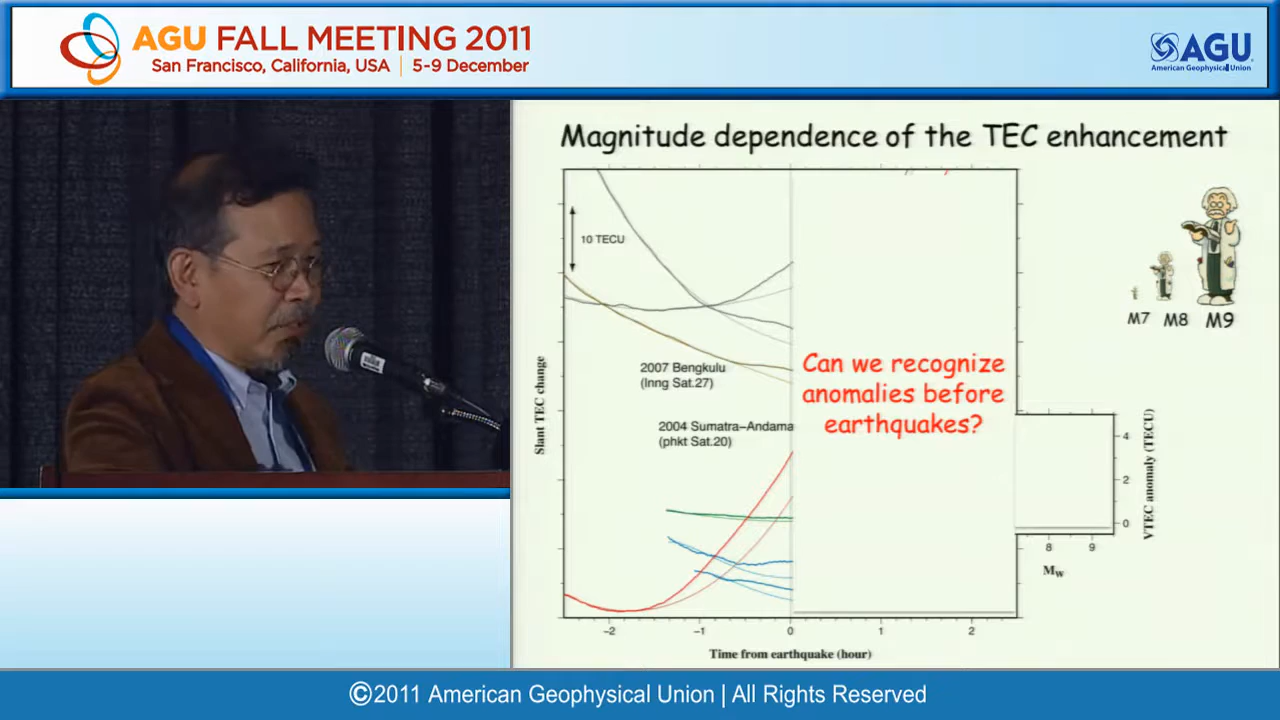 AGU FALL MEETING 2011
San Francisco, California, USA | 5-9 December
AGU
American Geophysical Union
Magnitude dependence of the TEC enhancement
10 TECU
M7 M8 M9
Can we recognize
anomalies before
earthquakes?
2007 Bengkulu
(lnng Sat.27)
2004 Sumatra-Andama
(phkt Sat.20)
Slant TEC change
4
2
0
VTEC anomaly (TECU)
8 9
Mw
-2 -1 0 1 2
Time from earthquake (hour)
©2011 American Geophysical Union | All Rights Reserved